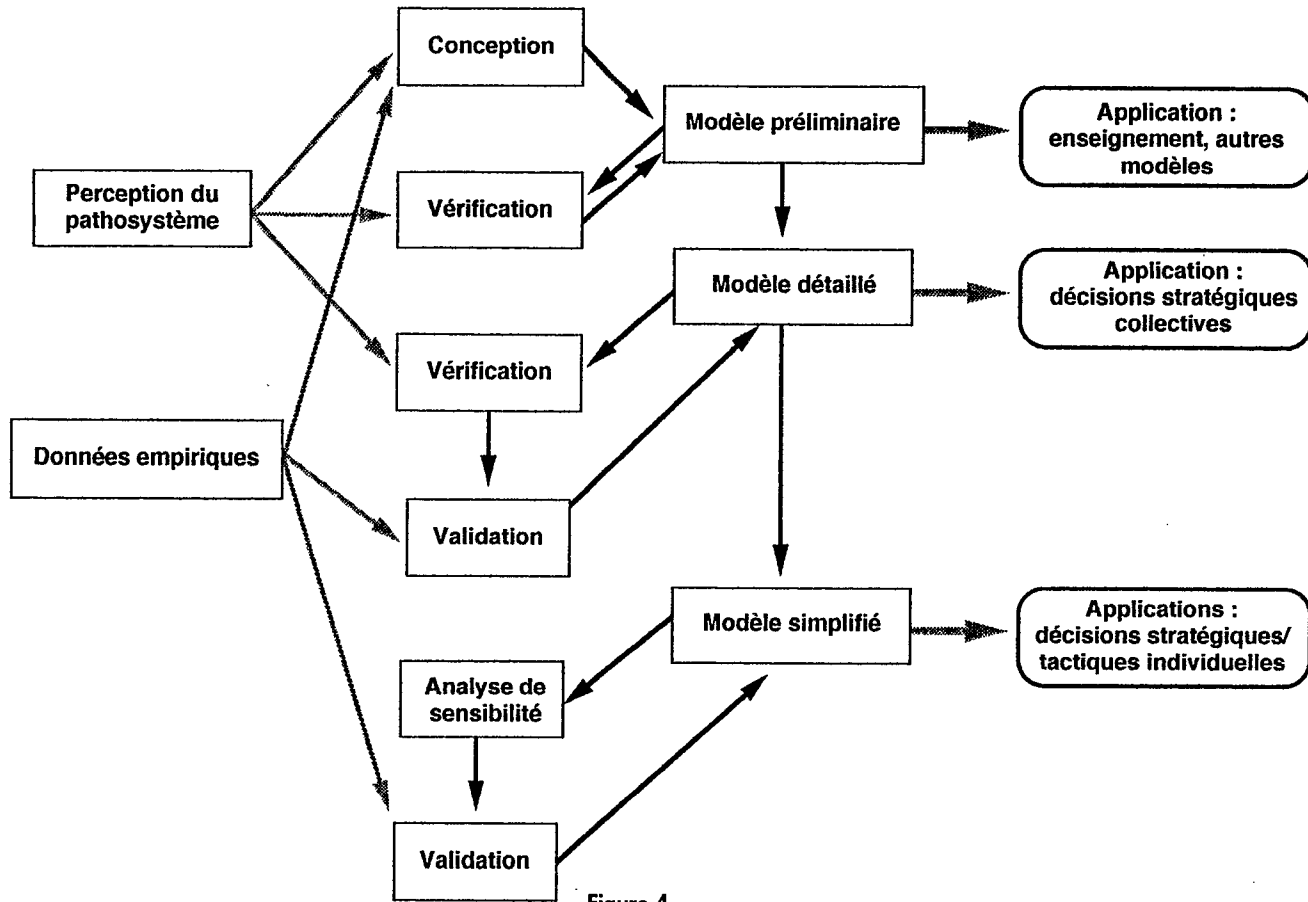 Conception
Modèle préliminaire
Application :
enseignement, autres
modèles
Perception du
pathosystème
Vérification
Modèle détaillé
Application :
décisions stratégiques
collectives
Vérification
Données empiriques
Validation
Modèle simplifié
Applications :
décisions stratégiques/
tactiques individuelles
Analyse de
sensibilité
Validation
Figure 4